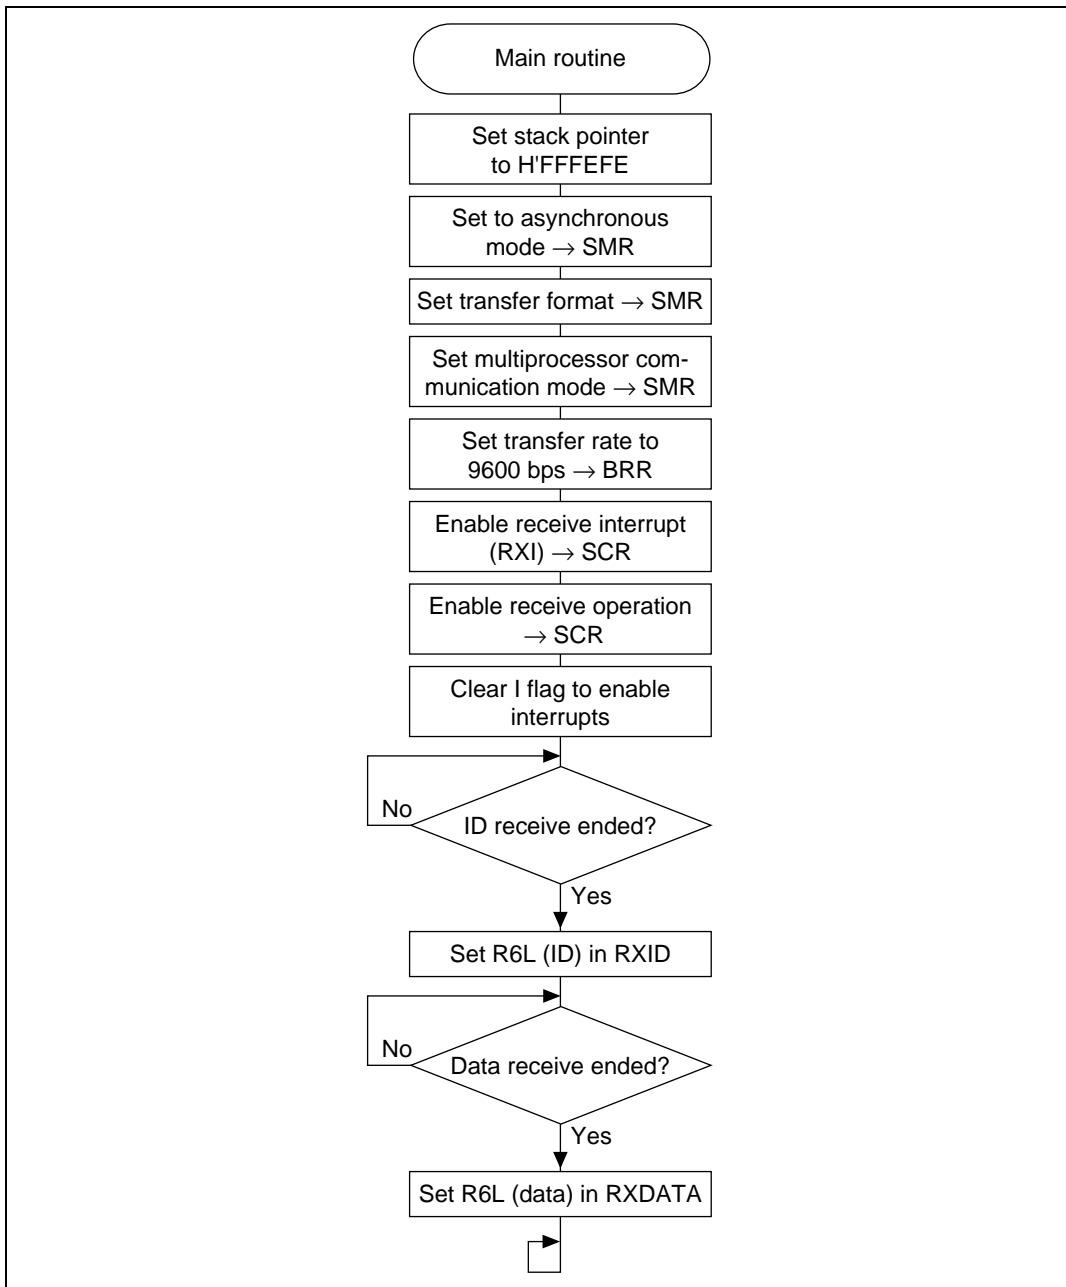 Main routine
Set stack pointer
to H'FFFEFE
Set to asynchronous
mode → SMR
Set transfer format → SMR
Set multiprocessor com-
munication mode → SMR
Set transfer rate to
9600 bps → BRR
Enable receive interrupt
(RXI) → SCR
Enable receive operation
→ SCR
Clear I flag to enable
interrupts
No
ID receive ended?
Yes
Set R6L (ID) in RXID
No
Data receive ended?
Yes
Set R6L (data) in RXDATA